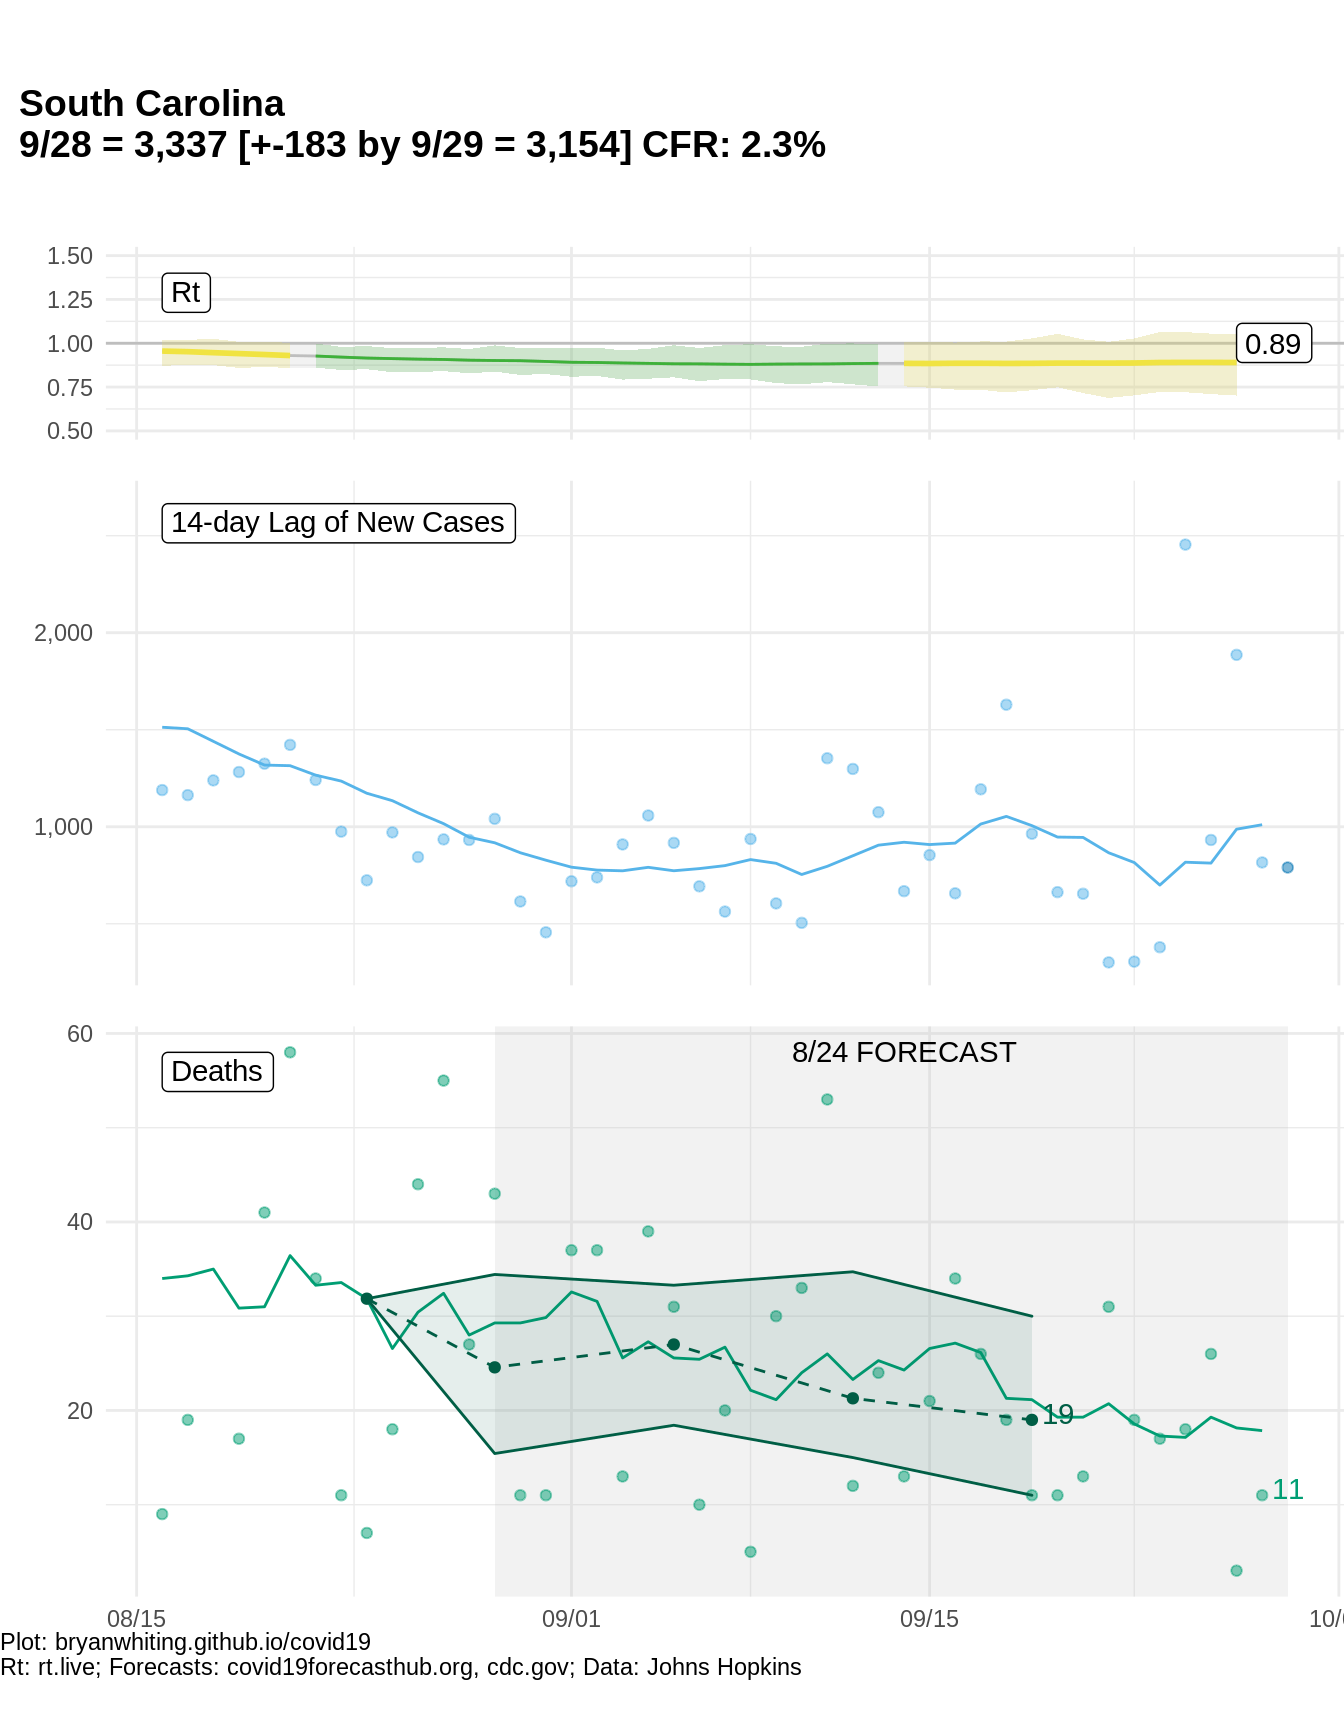 South Carolina
9/28 = 3,337 [+-183 by 9/29 = 3,154] CFR: 2.3%
1.50
1.25
1.00
0.75
0.50
Rt
0.89
14-day Lag of New Cases
2,000
1,000
60
40
20
Deaths
8/24 FORECAST
19
11
08/15
09/01
09/15
10/
Plot: bryanwhiting.github.io/covid19
Rt: rt.live; Forecasts: covid19forecasthub.org, cdc.gov; Data: Johns Hopkins